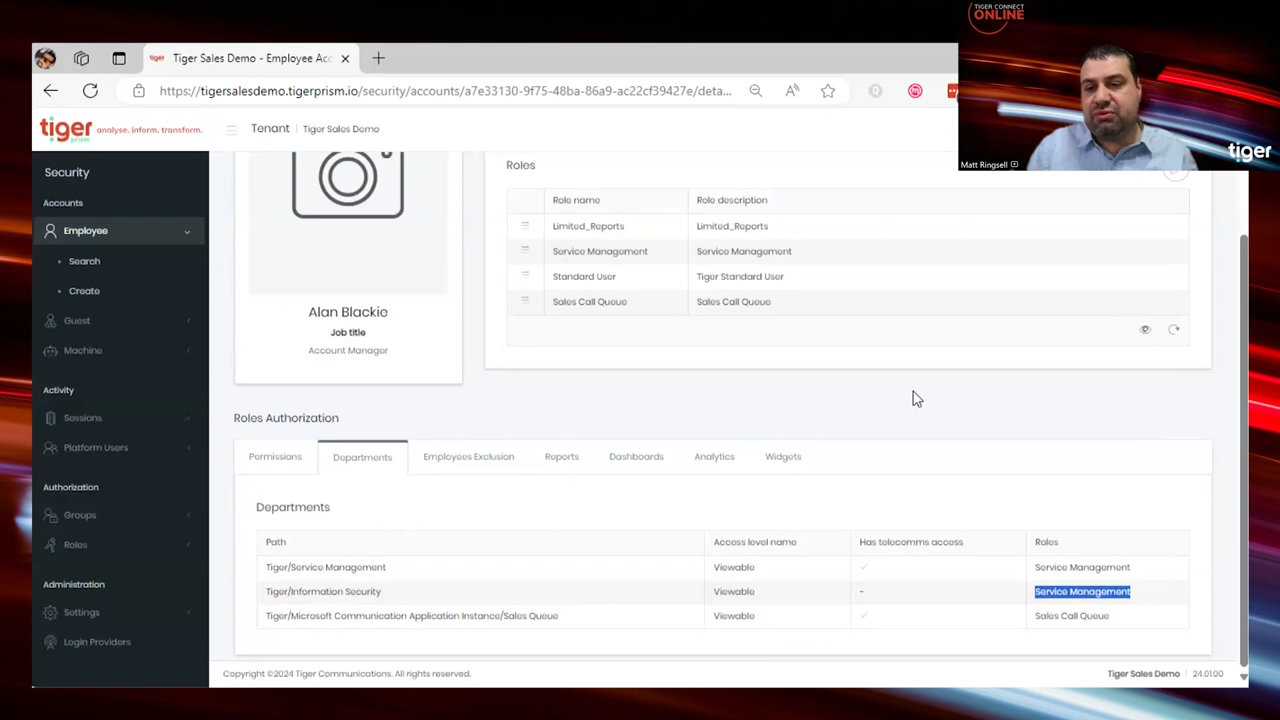 TIGER CONNECT
ONLINE
tiger
Tiger Sales Demo - Employee Acc
https://tigersalesdemo.tigerprism.io/security/accounts/a7e33130-9f75-48ba-86a9-ac22cf39427e/deta...
tiger
prism
analyse. inform. transform.
Tenant
Tiger Sales Demo
Matt Ringsell
tiger
Security
Accounts
Employee
Search
Create
Guest
Machine
Activity
Sessions
Platform Users
Authorization
Groups
Roles
Administration
Settings
Login Providers
Alan Blackie
Job title
Account Manager
Roles
Role name Role description
Limited_Reports Limited_Reports
Service Management Service Management
Standard User Tiger Standard User
Sales Call Queue Sales Call Queue
Roles Authorization
Permissions Departments Employees Exclusion Reports Dashboards Analytics Widgets
Departments
Path Access level name Has telecomms access Roles
Tiger/Service Management Viewable ✓ Service Management
Tiger/Information Security Viewable - Service Management
Tiger/Microsoft Communication Application Instance/Sales Queue Viewable ✓ Sales Call Queue
Copyright ©2024 Tiger Communications. All rights reserved.
Tiger Sales Demo 24.01.00